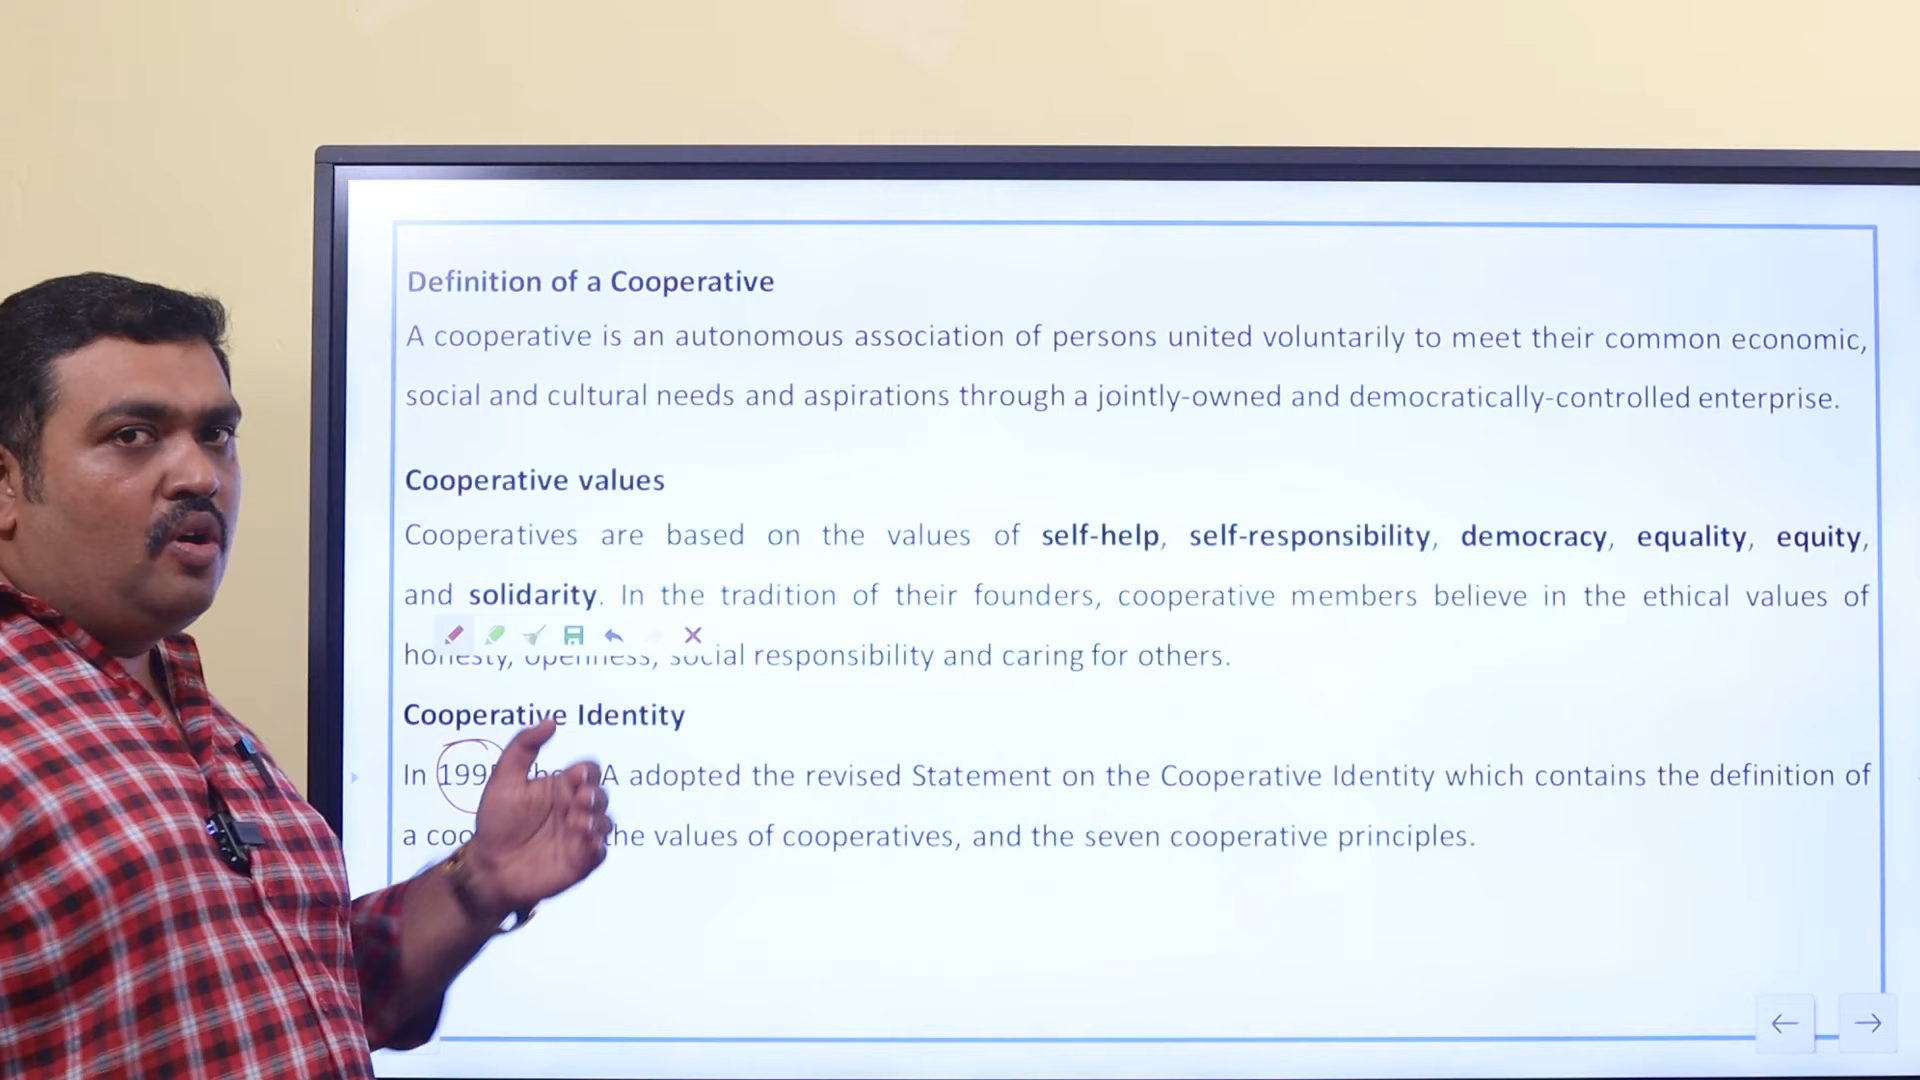 Definition of a Cooperative
A cooperative is an autonomous association of persons united voluntarily to meet their common economic,
social and cultural needs and aspirations through a jointly-owned and democratically-controlled enterprise.
Cooperative values
Cooperatives are based on the values of self-help, self-responsibility, democracy, equality, equity,
and solidarity. In the tradition of their founders, cooperative members believe in the ethical values of
honesty, openness, social responsibility and caring for others.
Cooperative Identity
In adopted the revised Statement on the Cooperative Identity which contains the definition of
a the values of cooperatives, and the seven cooperative principles.